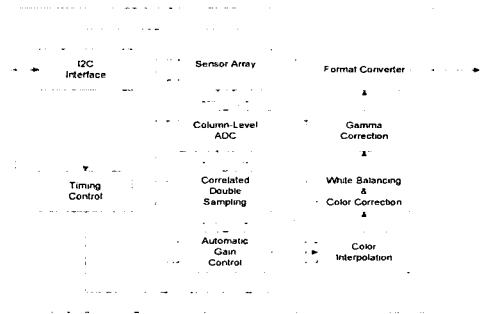 I2C
Interface
Sensor Array
Format Converter
Column-Level
ADC
Gamma
Correction
Timing
Control
Correlated
Double
Sampling
White Balancing
&
Color Correction
Automatic
Gain
Control
Color
Interpolation